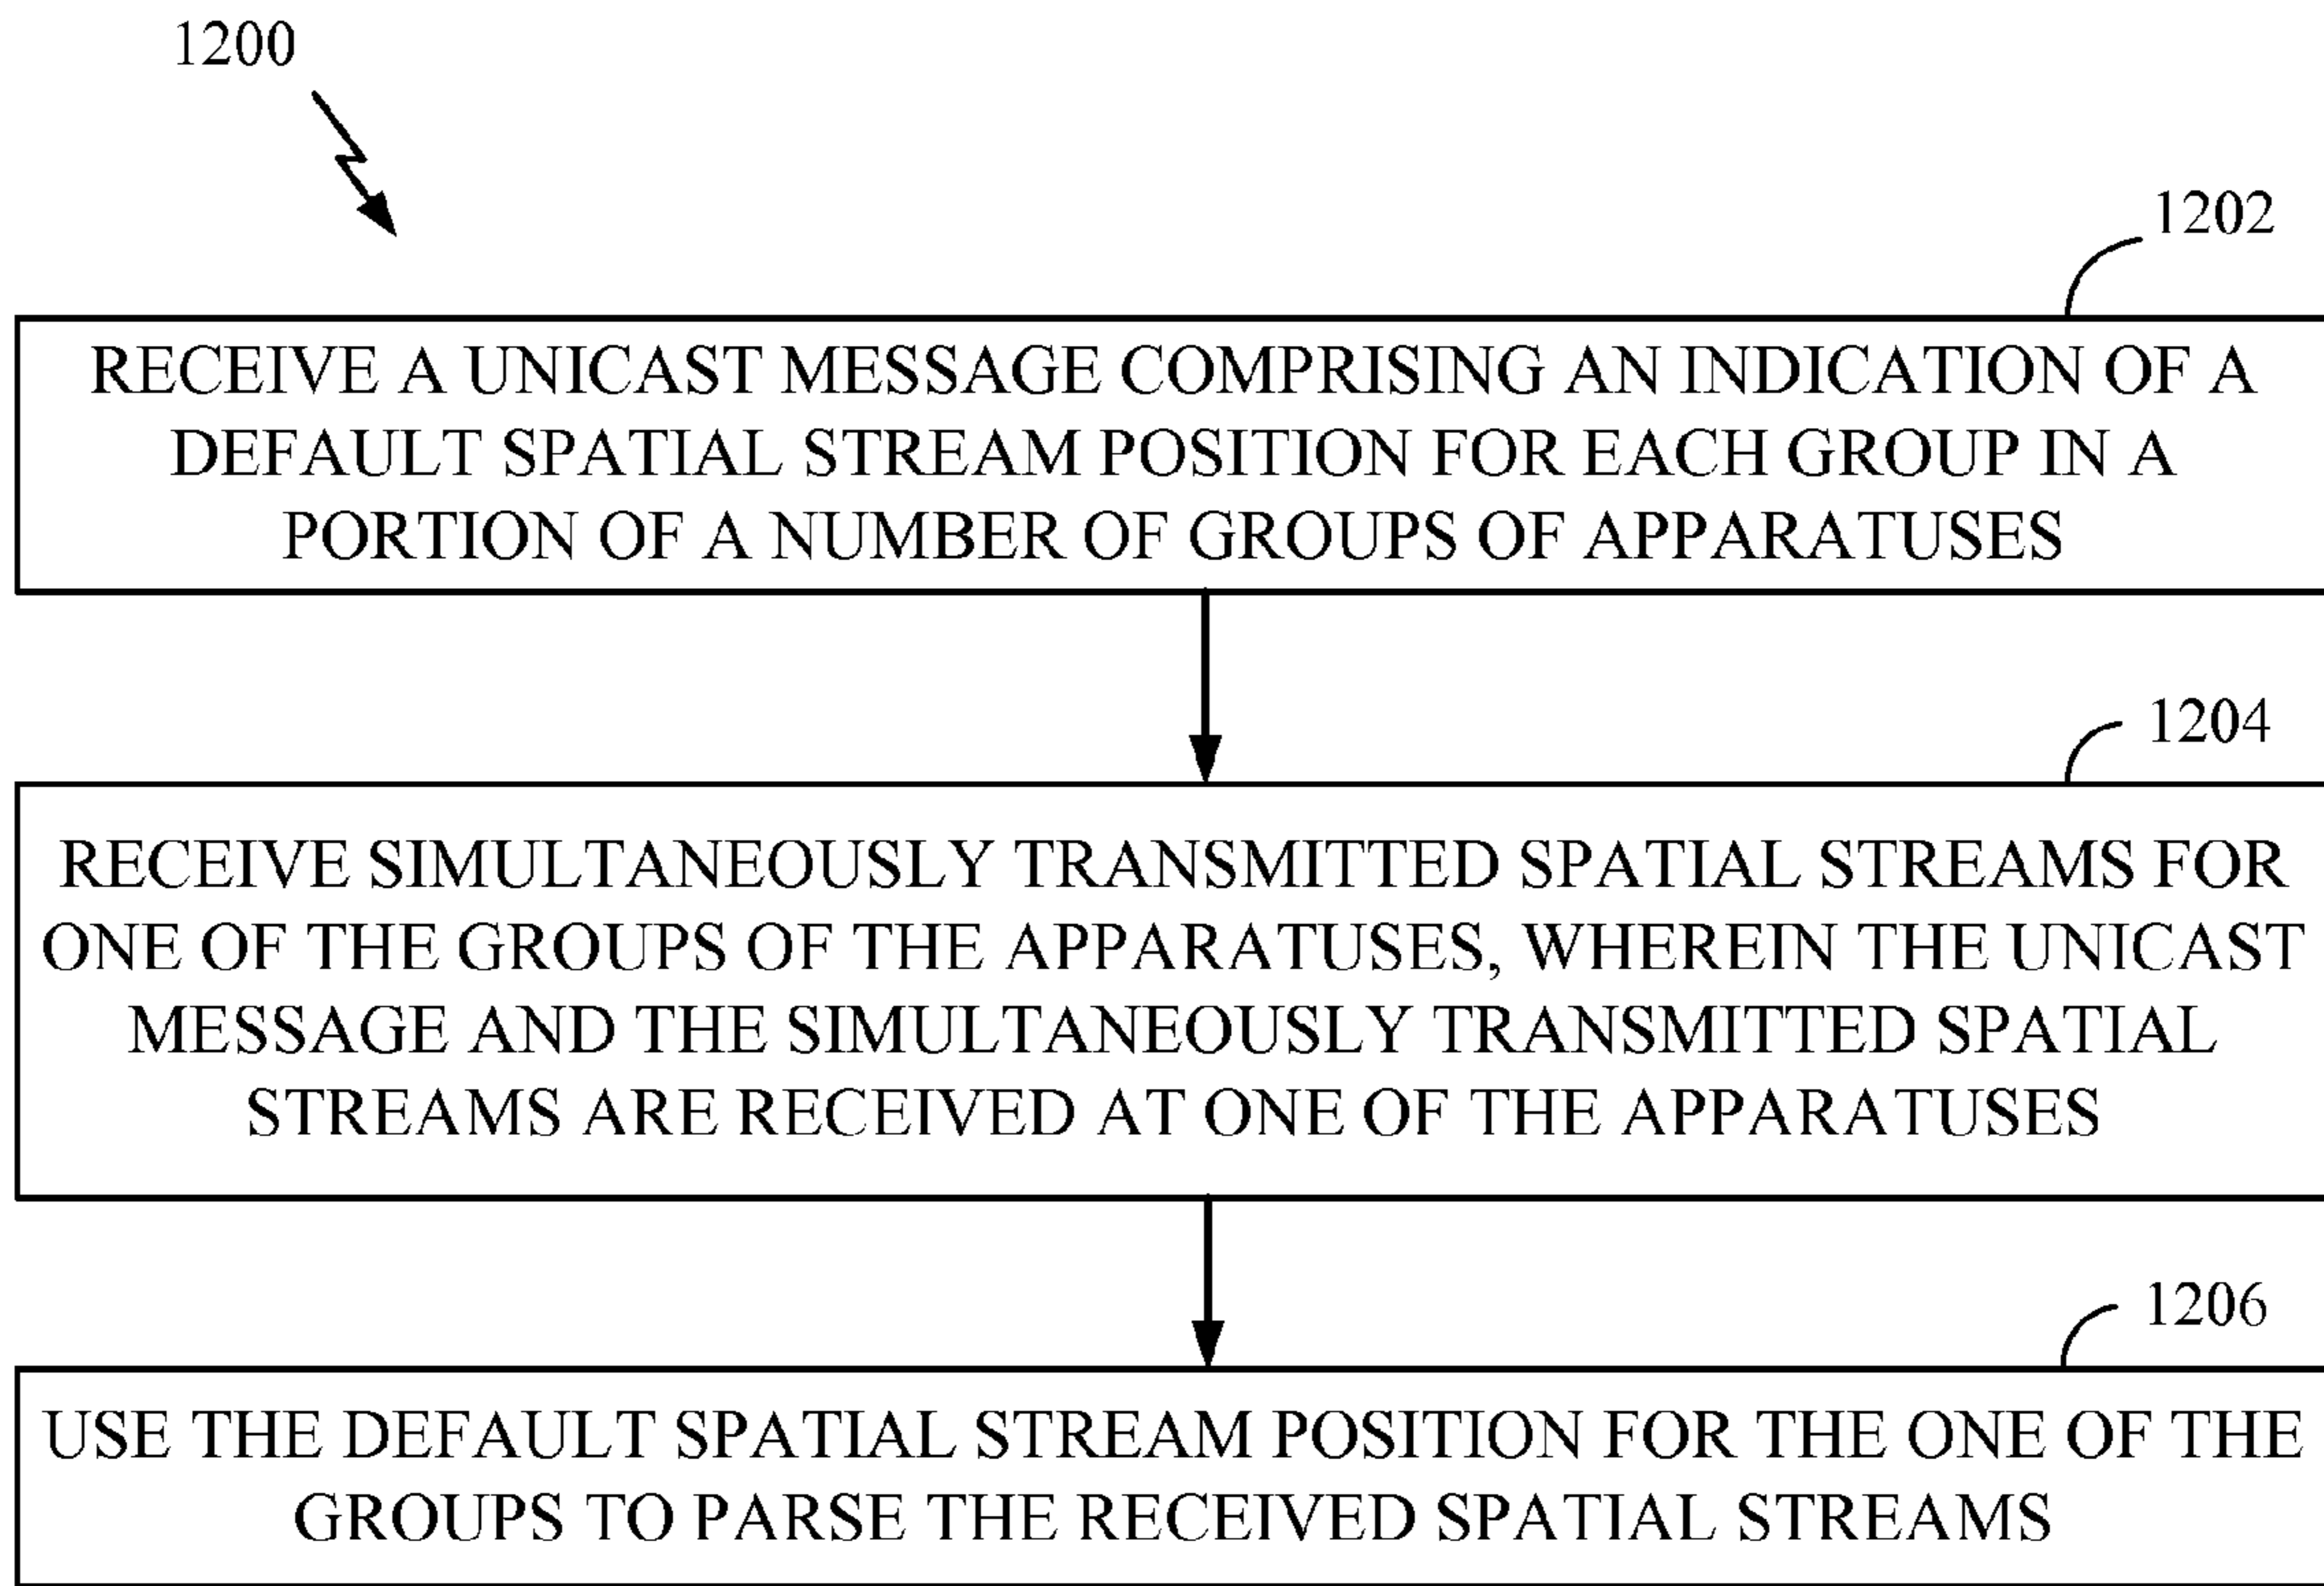 1200
1202
RECEIVE A UNICAST MESSAGE COMPRISING AN INDICATION OF A
DEFAULT SPATIAL STREAM POSITION FOR EACH GROUP IN A
PORTION OF A NUMBER OF GROUPS OF APPARATUSES
1204
RECEIVE SIMULTANEOUSLY TRANSMITTED SPATIAL STREAMS FOR
ONE OF THE GROUPS OF THE APPARATUSES, WHEREIN THE UNICAST
MESSAGE AND THE SIMULTANEOUSLY TRANSMITTED SPATIAL
STREAMS ARE RECEIVED AT ONE OF THE APPARATUSES
1206
USE THE DEFAULT SPATIAL STREAM POSITION FOR THE ONE OF THE
GROUPS TO PARSE THE RECEIVED SPATIAL STREAMS